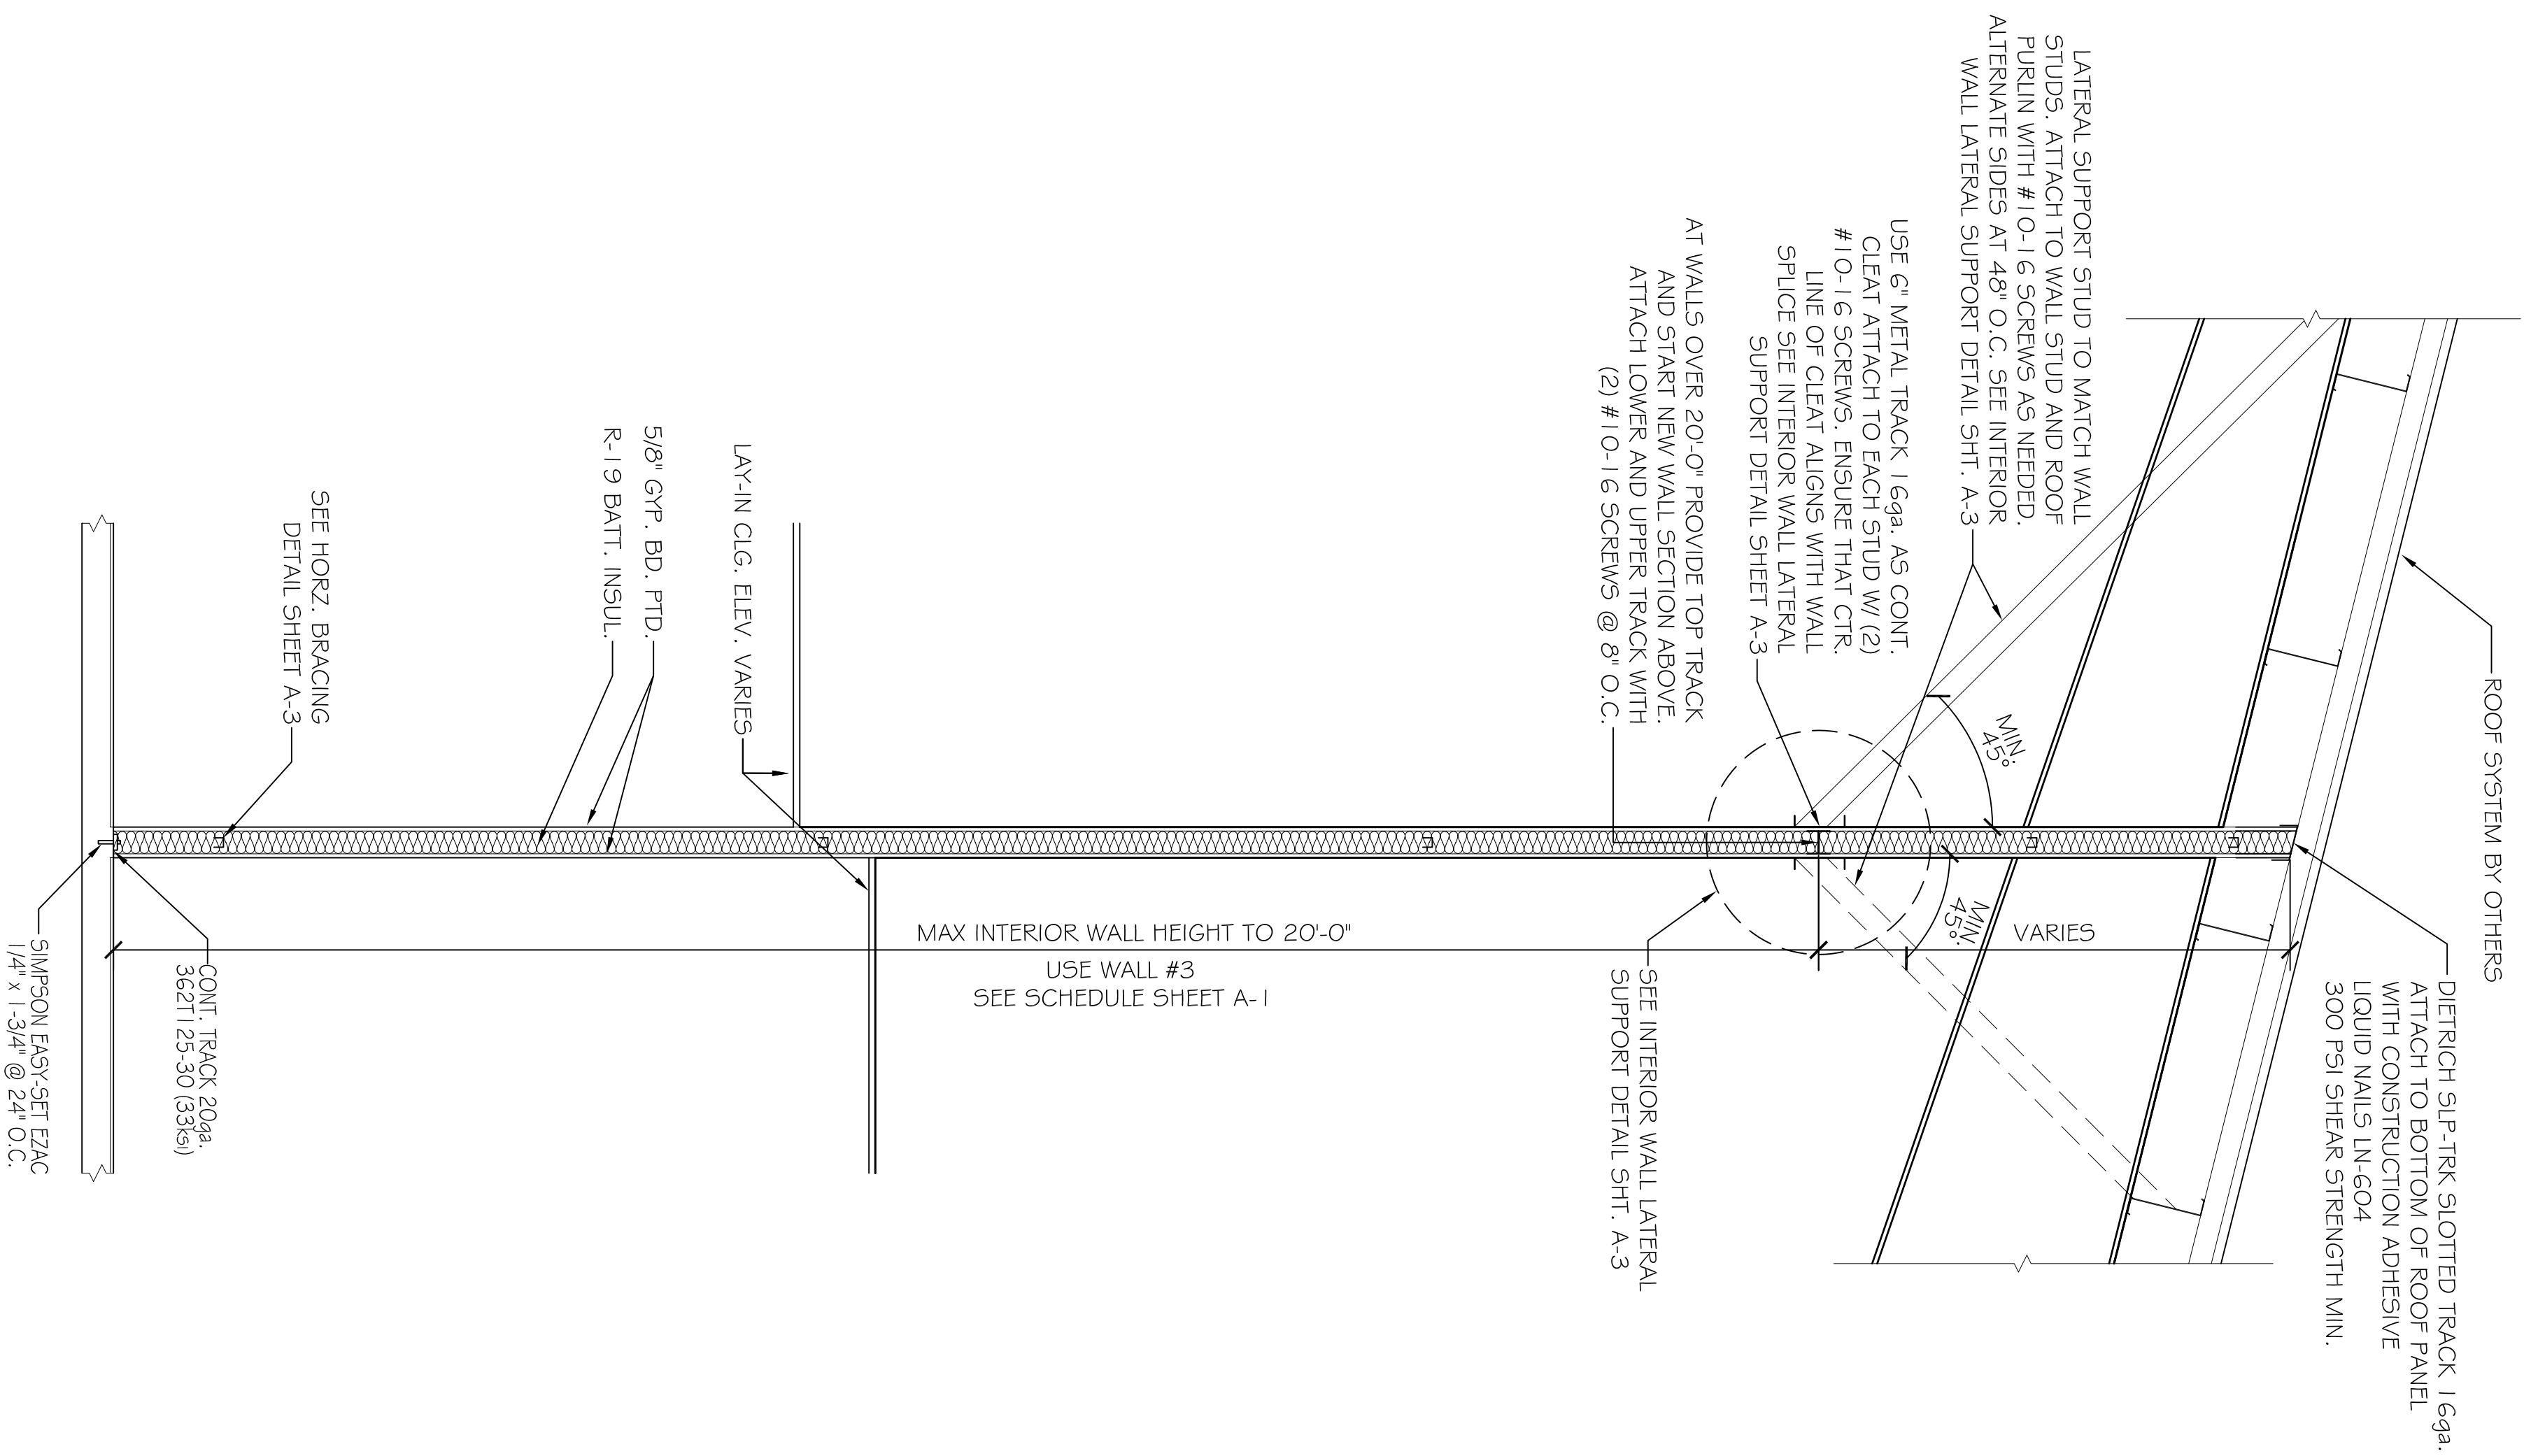 ROOF SYSTEM BY OTHERS
DIETRICH SLP-TRK SLOTTED TRACK 16ga.
ATTACH TO BOTTOM OF ROOF PANEL
WITH CONSTRUCTION ADHESIVE
LIQUID NAILS LN-604
300 PSI SHEAR STRENGTH MIN.
LATERAL SUPPORT STUD TO MATCH WALL
STUDS. ATTACH TO WALL STUD AND ROOF
PURLIN WITH #10-16 SCREWS AS NEEDED.
ALTERNATE SIDES AT 48" O.C. SEE INTERIOR
WALL LATERAL SUPPORT DETAIL SHT. A-3
MIN.
45°
MIN.
45°
VARIES
USE 6" METAL TRACK 16ga. AS CONT.
CLEAT ATTACH TO EACH STUD W/ (2)
#10-16 SCREWS. ENSURE THAT CTR.
LINE OF CLEAT ALIGNS WITH WALL
SPLICE SEE INTERIOR WALL LATERAL
SUPPORT DETAIL SHEET A-3
AT WALLS OVER 20'-0" PROVIDE TOP TRACK
AND START NEW WALL SECTION ABOVE.
ATTACH LOWER AND UPPER TRACK WITH
(2) #10-16 SCREWS @ 8" O.C.
SEE INTERIOR WALL LATERAL
SUPPORT DETAIL SHT. A-3
MAX INTERIOR WALL HEIGHT TO 20'-0"
USE WALL #3
SEE SCHEDULE SHEET A-1
LAY-IN CLG. ELEV. VARIES
5/8" GYP. BD. PTD.
R-19 BATT. INSUL.
SEE HORZ. BRACING
DETAIL SHEET A-3
CONT. TRACK 20ga.
362T125-30 (33ksi)
SIMPSON EASY-SET EZAC
1/4" x 1-3/4" @ 24" O.C.